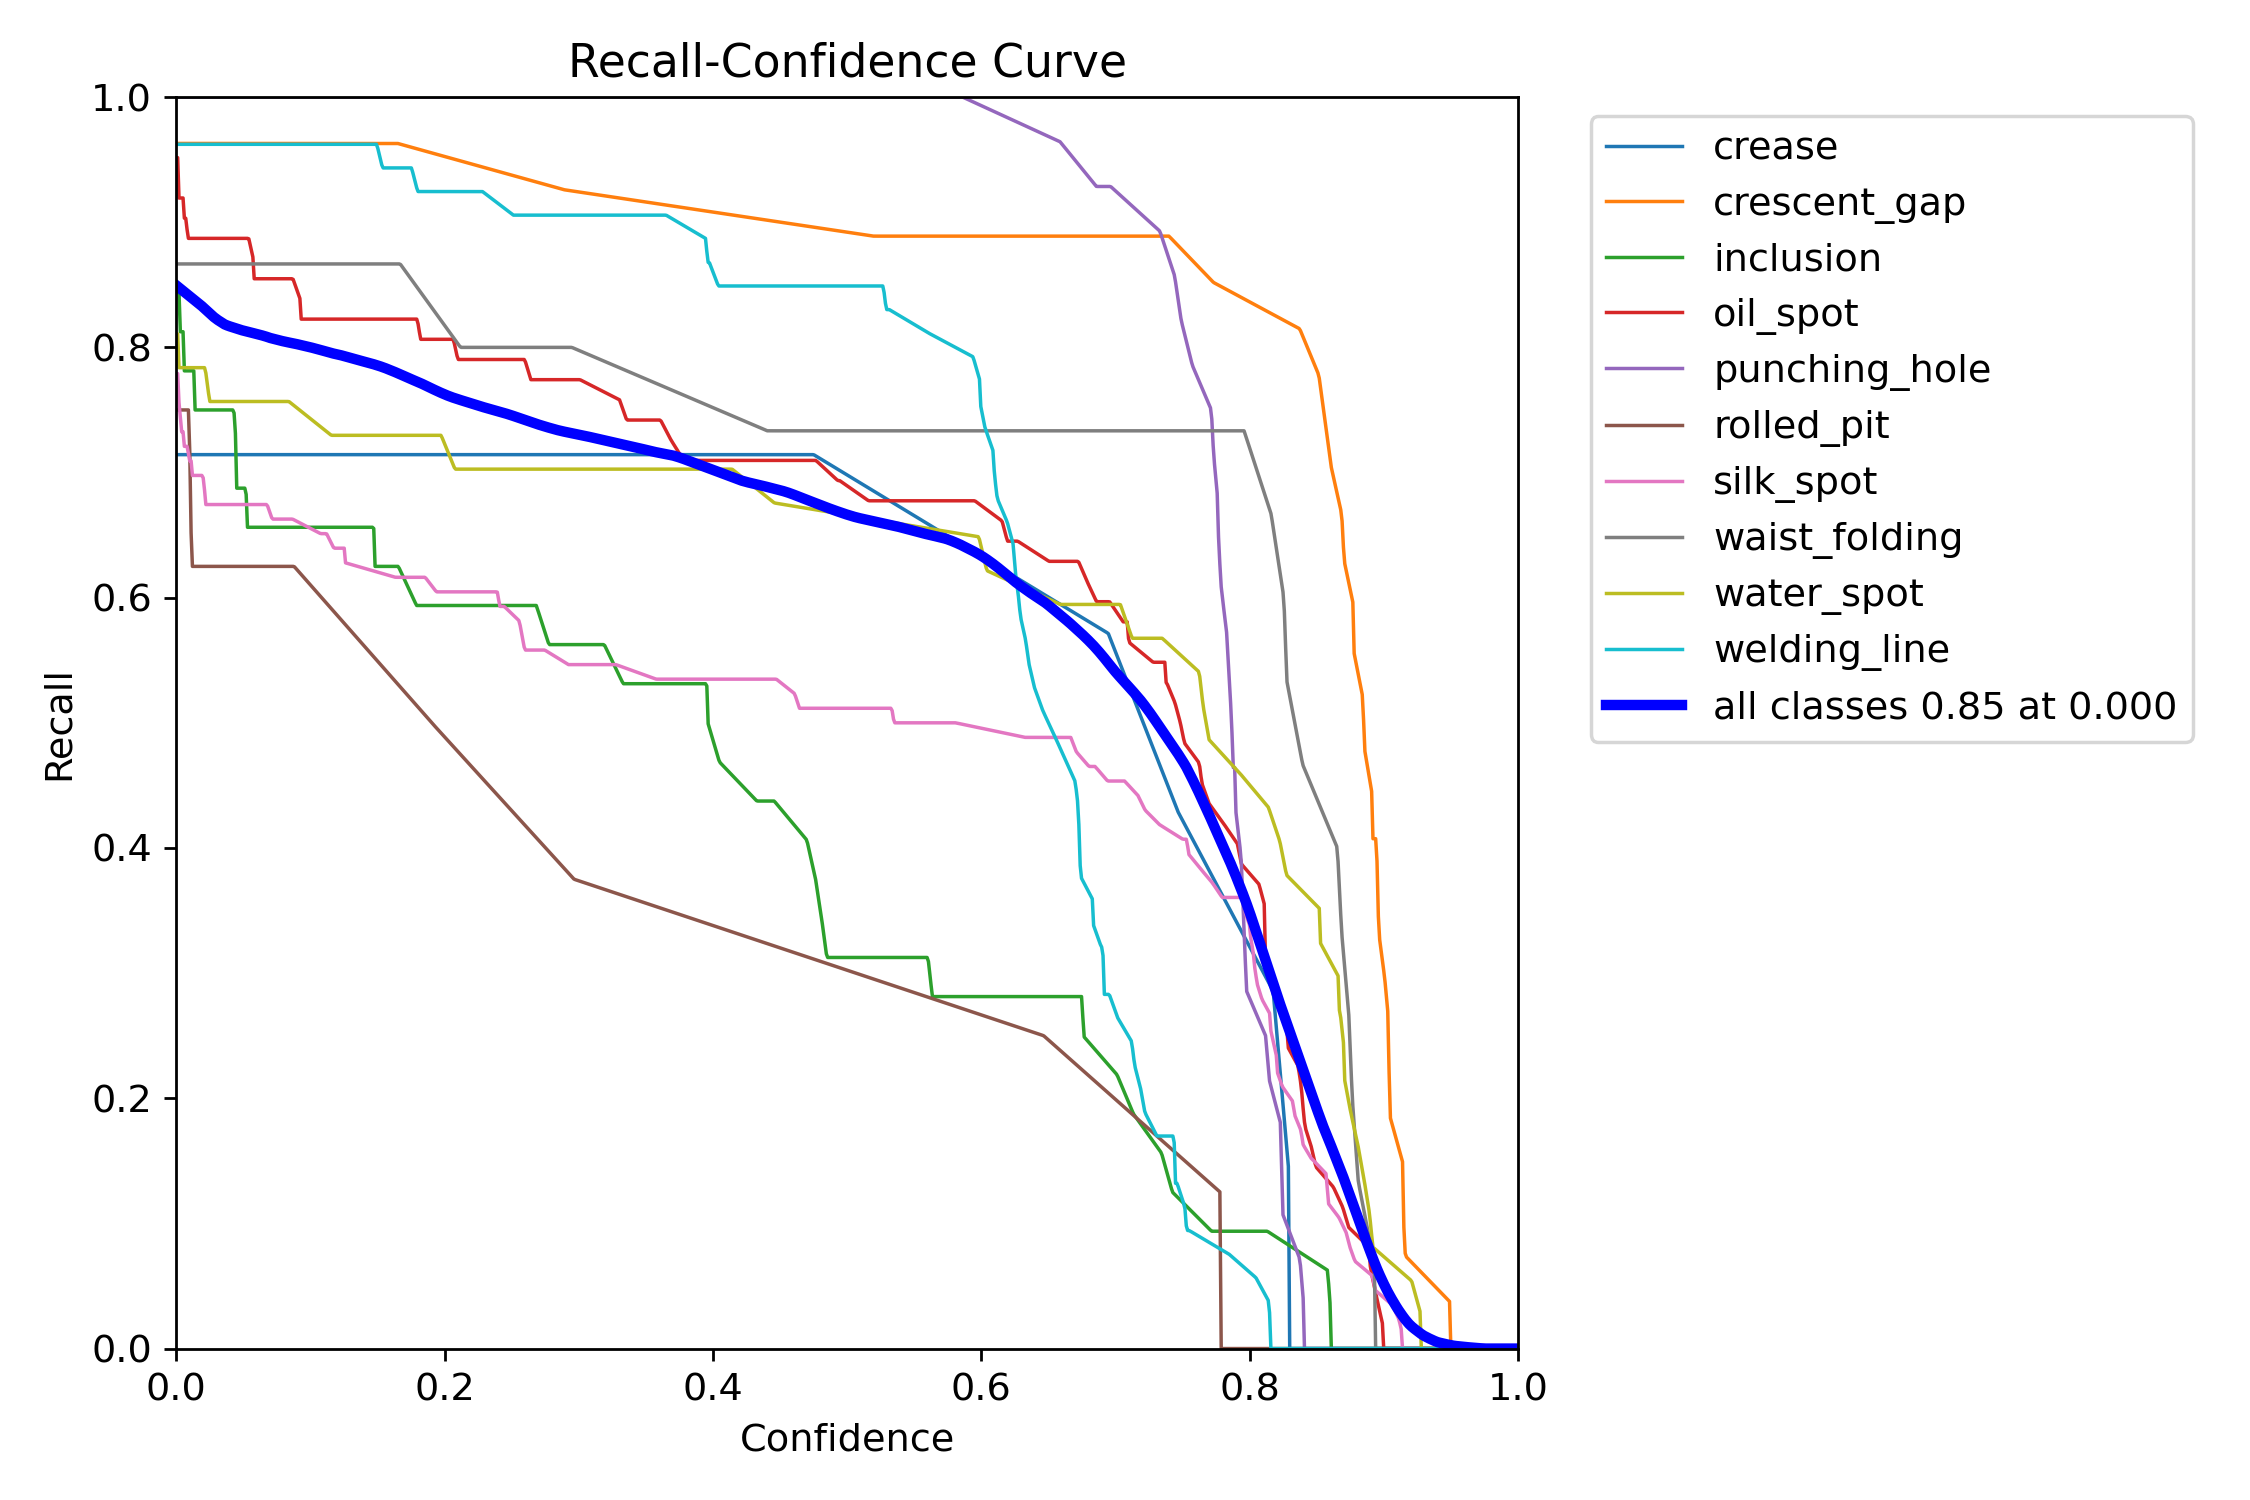 Recall-Confidence Curve
1.0
0.8
0.6
0.4
0.2
0.0
0.0 0.2 0.4 0.6 0.8 1.0
Recall
Confidence
crease
crescent_gap
inclusion
oil_spot
punching_hole
rolled_pit
silk_spot
waist_folding
water_spot
welding_line
all classes 0.85 at 0.000